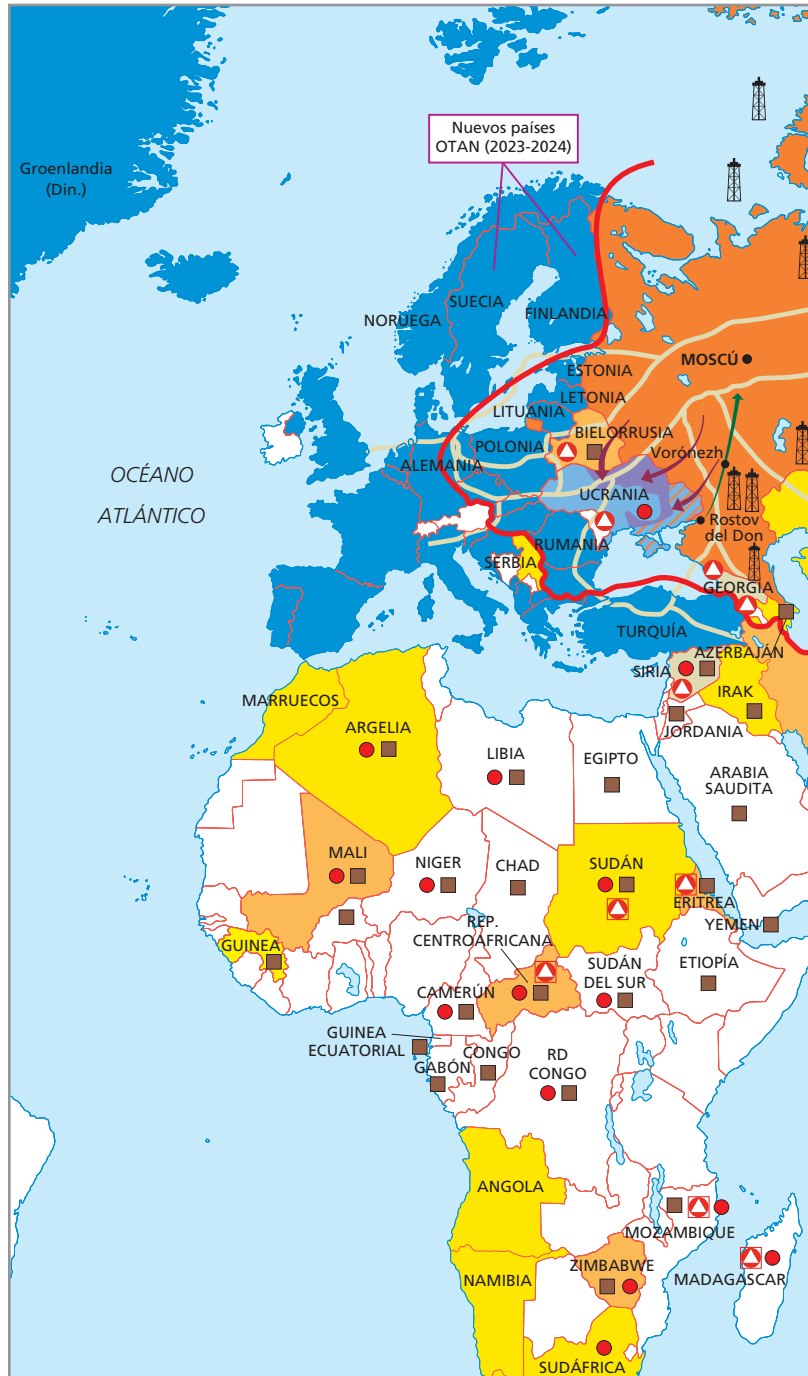 Nuevos países
OTAN (2023-2024)
Groenlandia
(Din.)
SUECIA
NORUEGA
FINLANDIA
MOSCÚ
ESTONIA
LETONIA
LITUANIA
BIELORRUSIA
POLONIA
Vorónezh
ALEMANIA
OCÉANO
ATLÁNTICO
UCRANIA
Rostov
del Don
RUMANÍA
SERBIA
GEORGIA
TURQUÍA
AZERBAJÁN
SIRIA
IRAK
MARRUECOS
JORDANIA
ARGELIA
LIBIA
EGIPTO
ARABIA
SAUDITA
MALI
NIGER
CHAD
SUDÁN
ERITREA
YEMEN
REP.
CENTROAFRICANA
GUINEA
SUDÁN
DEL SUR
ETIOPÍA
CAMERÚN
GUINEA
ECUATORIAL
GABÓN
CONGO
RD
CONGO
ANGOLA
MOZAMBIQUE
NAMIBIA
ZIMBABWE
MADAGASCAR
SUDÁFRICA